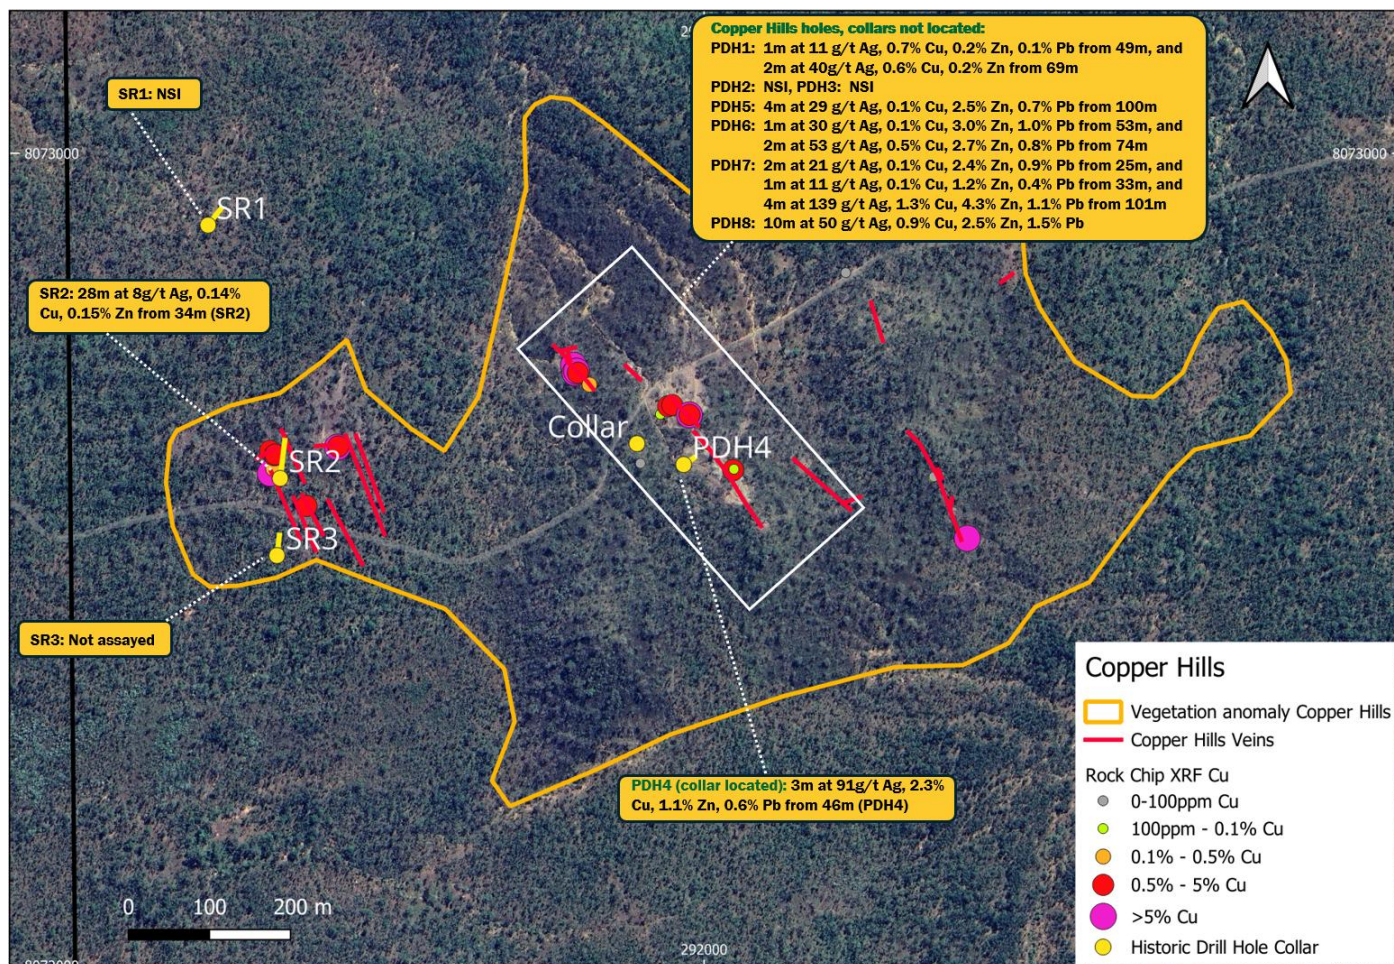 Copper Hills holes, collars not located:
PDH1: 1m at 11 g/t Ag, 0.7% Cu, 0.2% Zn, 0.1% Pb from 49m, and
2m at 40g/t Ag, 0.6% Cu, 0.2% Zn from 69m
PDH2: NSI, PDH3: NSI
PDH5: 4m at 29 g/t Ag, 0.1% Cu, 2.5% Zn, 0.7% Pb from 100m
PDH6: 1m at 30 g/t Ag, 0.1% Cu, 3.0% Zn, 1.0% Pb from 53m, and
2m at 53 g/t Ag, 0.5% Cu, 2.7% Zn, 0.8% Pb from 74m
PDH7: 2m at 21 g/t Ag, 0.1% Cu, 2.4% Zn, 0.9% Pb from 25m, and
1m at 11 g/t Ag, 0.1% Cu, 1.2% Zn, 0.4% Pb from 33m, and
4m at 139 g/t Ag, 1.3% Cu, 4.3% Zn, 1.1% Pb from 101m
PDH8: 10m at 50 g/t Ag, 0.9% Cu, 2.5% Zn, 1.5% Pb
SR1: NSI
8073000
8073000
SR1
SR2: 28m at 8g/t Ag, 0.14%
Cu, 0.15% Zn from 34m (SR2)
Collar
PDH4
SR2
SR3
SR3: Not assayed
PDH4 (collar located): 3m at 91g/t Ag, 2.3%
Cu, 1.1% Zn, 0.6% Pb from 46m (PDH4)
Copper Hills
Vegetation anomaly Copper Hills
Copper Hills Veins
Rock Chip XRF Cu
0-100ppm Cu
100ppm - 0.1% Cu
0.1% - 0.5% Cu
0.5% - 5% Cu
>5% Cu
Historic Drill Hole Collar
0 100 200 m
292000